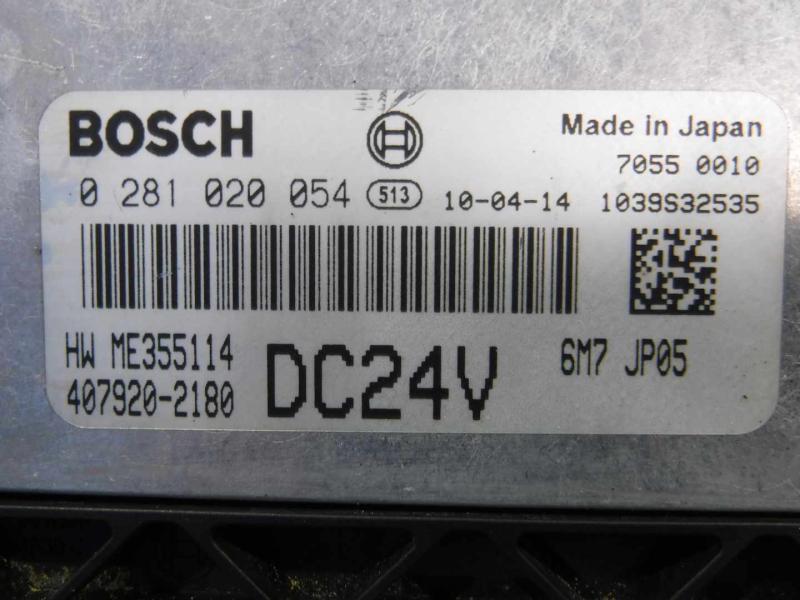 BOSCH
Made in Japan
7055 0010
0 281 020 054 513 10-04-14 1039S32535
HW ME355114
407920-2180
DC24V
6M7 JP05